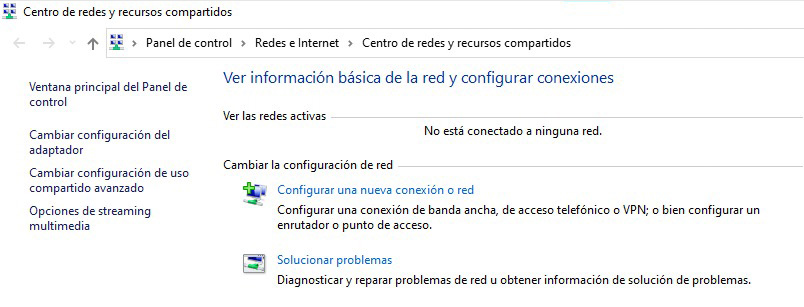 Centro de redes y recursos compartidos
Panel de control > Redes e Internet > Centro de redes y recursos compartidos
Ventana principal del Panel de
control
Cambiar configuración del
adaptador
Cambiar configuración de uso
compartido avanzado
Opciones de streaming
multimedia
Ver información básica de la red y configurar conexiones
Ver las redes activas
No está conectado a ninguna red.
Cambiar la configuración de red
Configurar una nueva conexión o red
Configurar una conexión de banda ancha, de acceso telefónico o VPN; o bien configurar un
enrutador o punto de acceso.
Solucionar problemas
Diagnosticar y reparar problemas de red u obtener información de solución de problemas.